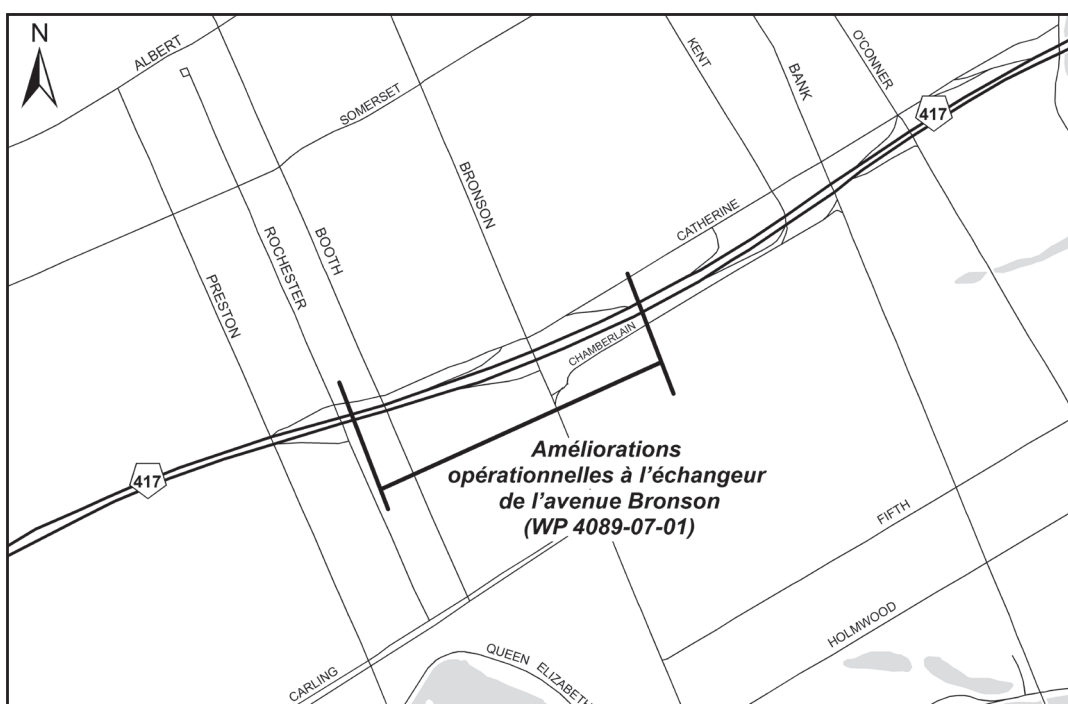 N
ALBERT
SOMERSET
KENT
BANK
O'CONNER
417
BRONSON
CATHERINE
ROCHESTER
BOOTH
PRESTON
CHAMBERLAIN
417
Améliorations
opérationnelles à l'échangeur
de l'avenue Bronson
(WP 4089-07-01)
FIFTH
HOLMWOOD
CARLING
QUEEN ELIZABETH